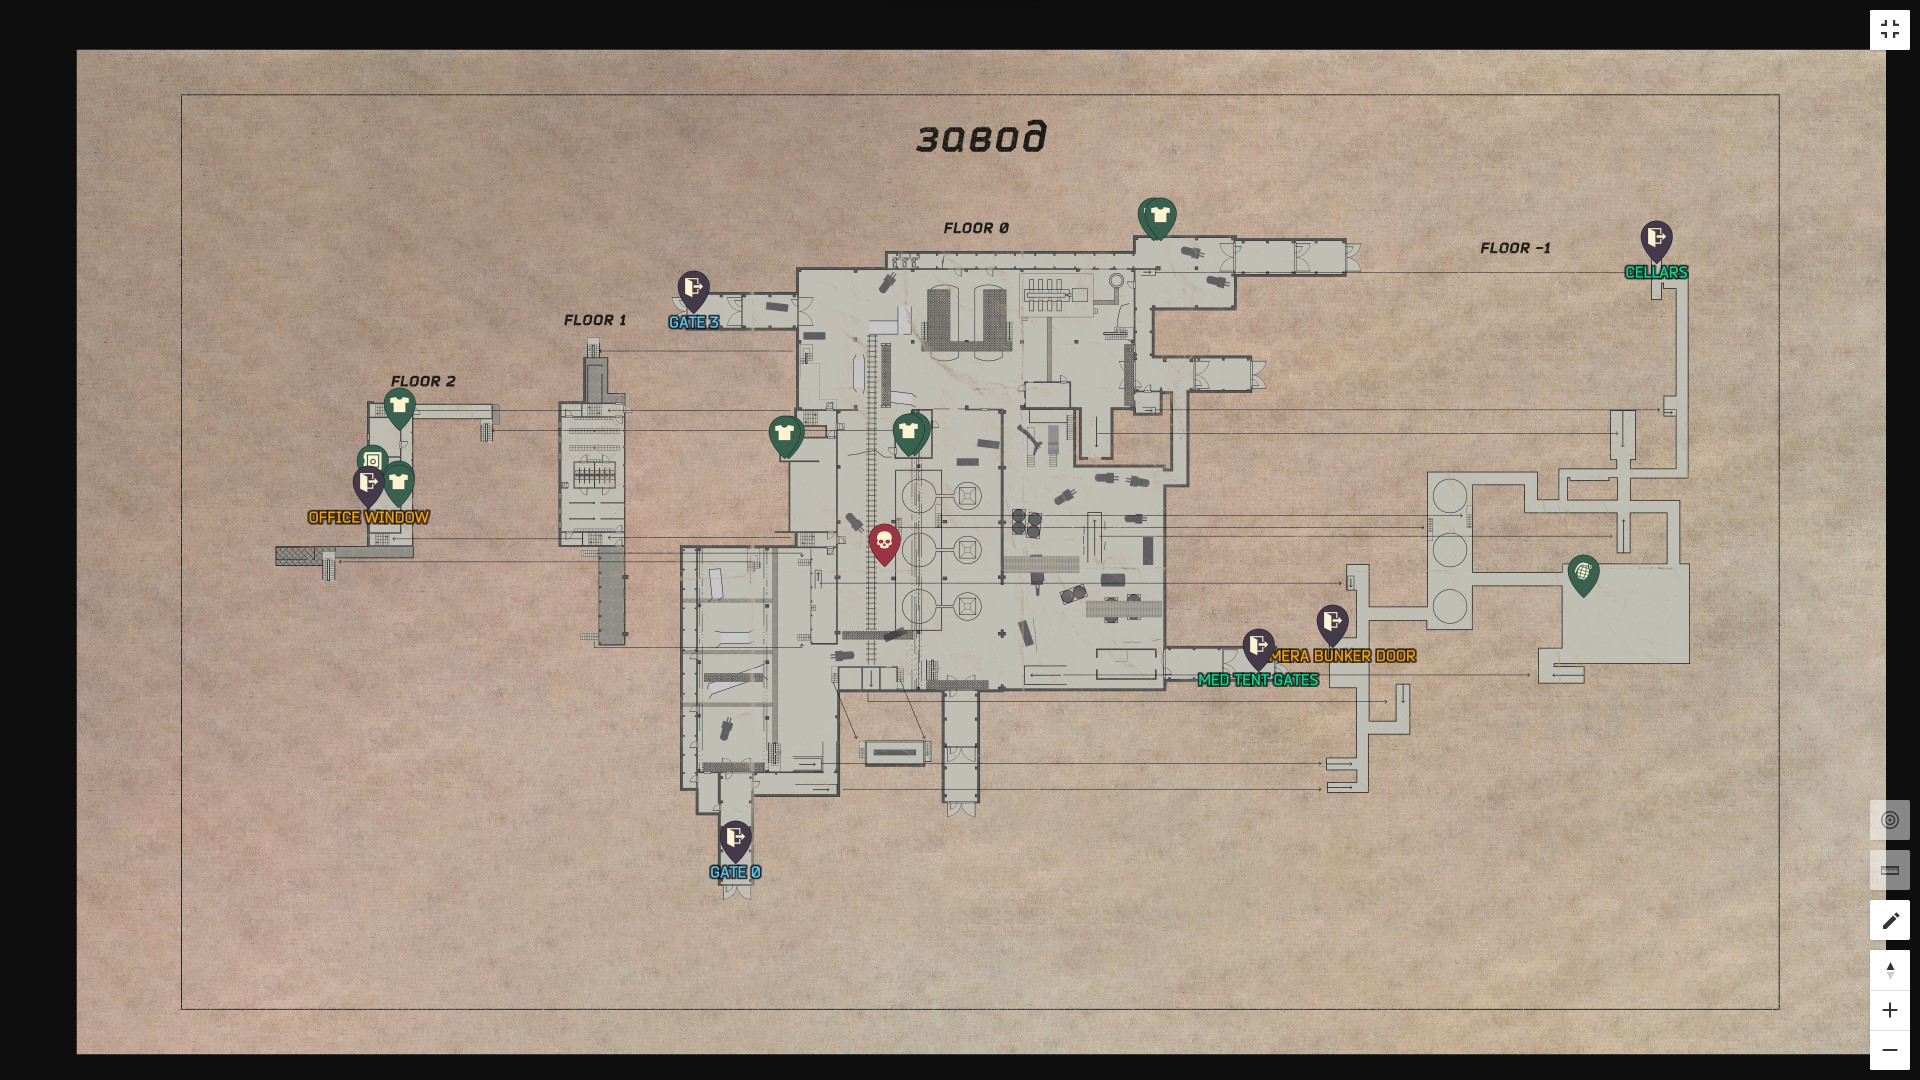 завод
FLOOR 0
FLOOR -1
CELLARS
GATE 3
FLOOR 1
FLOOR 2
OFFICE WINDOW
MERA BUNKER DOOR
MED TENT GATES
GATE 0